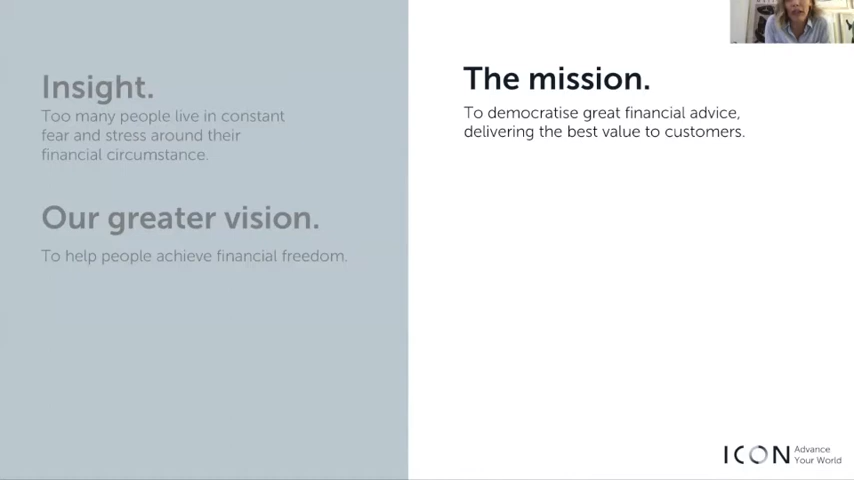 Insight.
Too many people live in constant
fear and stress around their
financial circumstance.
Our greater vision.
To help people achieve financial freedom.
The mission.
To democratise great financial advice,
delivering the best value to customers.
ICON Advance
Your World